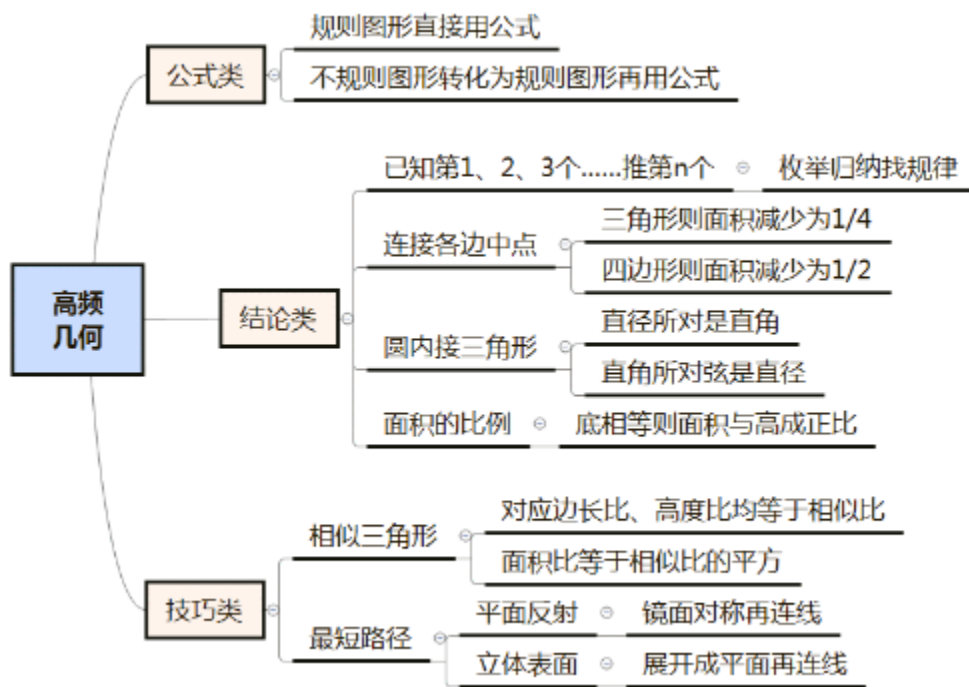 高频
几何
公式类
规则图形直接用公式
不规则图形转化为规则图形再用公式
结论类
已知第1、2、3个......推第n个
枚举归纳找规律
连接各边中点
三角形则面积减少为1/4
四边形则面积减少为1/2
圆内接三角形
直径所对是直角
直角所对弦是直径
面积的比例
底相等则面积与高成正比
技巧类
相似三角形
对应边长比、高度比均等于相似比
面积比等于相似比的平方
最短路径
平面反射
镜面对称再连线
立体表面
展开成平面再连线